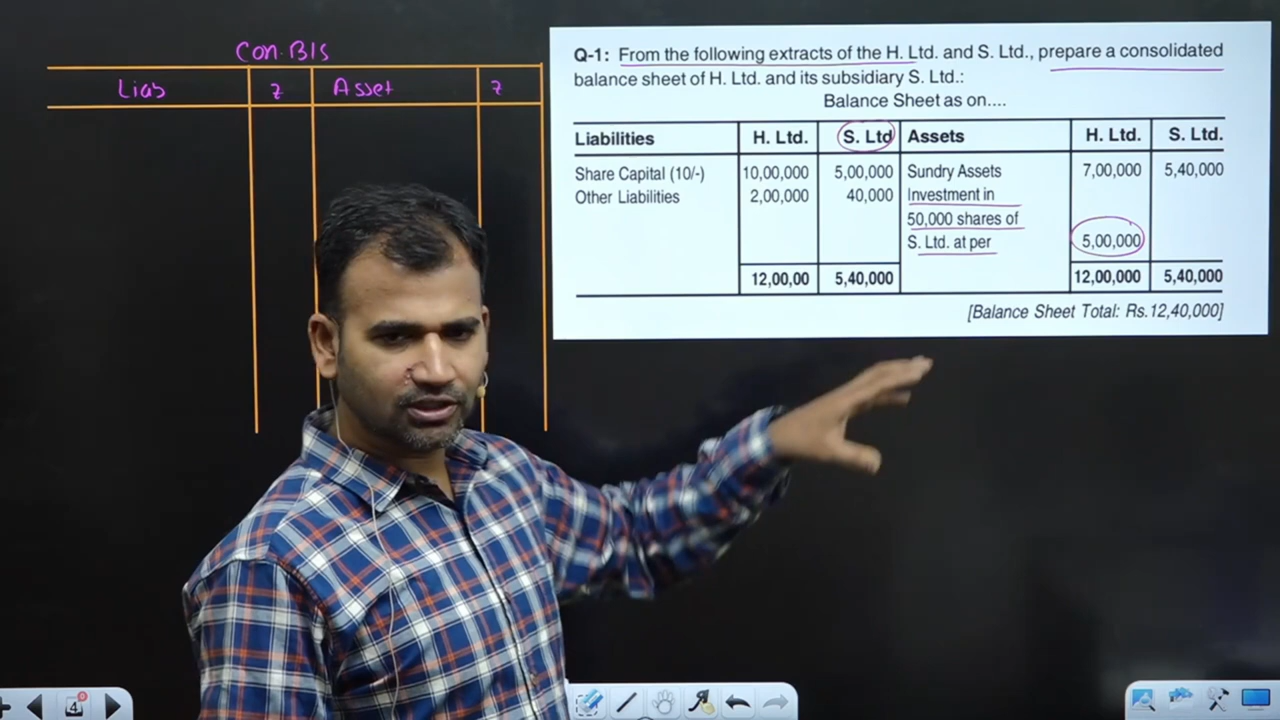 Con. B/S
Liab ₹ Asset ₹
Q-1: From the following extracts of the H. Ltd. and S. Ltd., prepare a consolidated
balance sheet of H. Ltd. and its subsidiary S. Ltd.:
Balance Sheet as on....
Liabilities H. Ltd. S. Ltd Assets H. Ltd. S. Ltd.
Share Capital (10/-) 10,00,000 5,00,000 Sundry Assets 7,00,000 5,40,000
Other Liabilities 2,00,000 40,000 Investment in
50,000 shares of
S. Ltd. at per 5,00,000
12,00,00 5,40,000 12,00,000 5,40,000
[Balance Sheet Total: Rs.12,40,000]
4